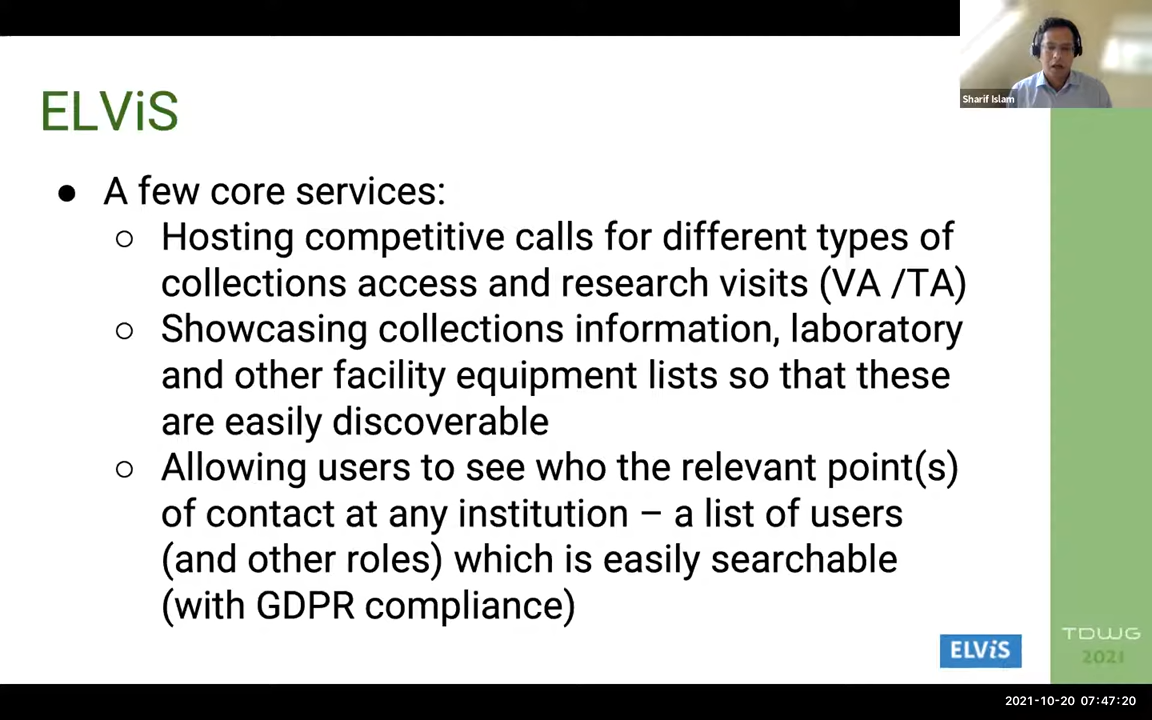 Sharif Islam
ELViS
● A few core services:
○ Hosting competitive calls for different types of
collections access and research visits (VA /TA)
○ Showcasing collections information, laboratory
and other facility equipment lists so that these
are easily discoverable
○ Allowing users to see who the relevant point(s)
of contact at any institution – a list of users
(and other roles) which is easily searchable
(with GDPR compliance)
ELViS
TDWG
2021
2021-10-20 07:47:20